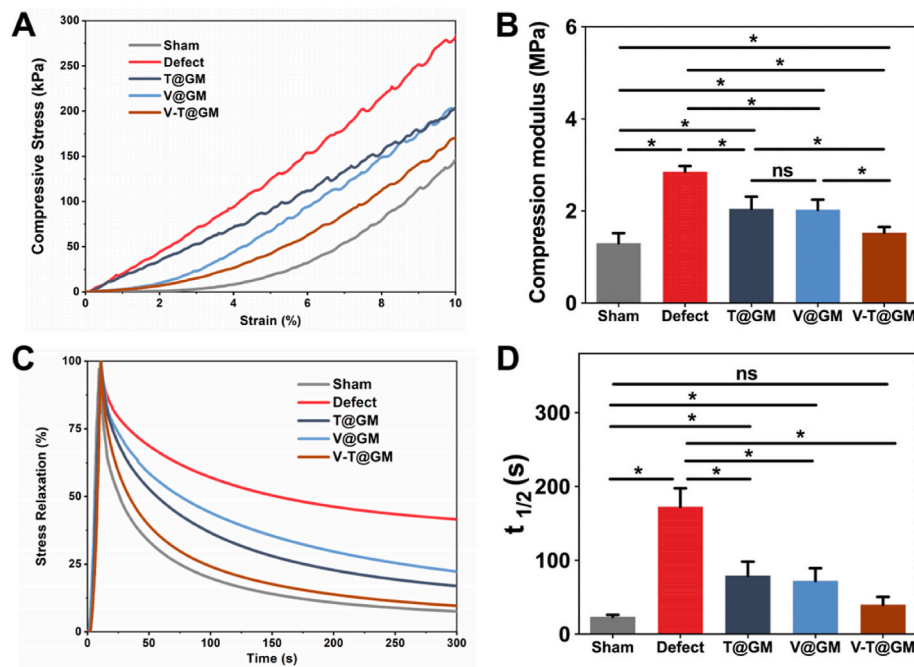 A
Compressive Stress (kPa)
300
250
200
150
100
50
0
Sham
Defect
T@GM
V@GM
V-T@GM
0 2 4 6 8 10
Strain (%)
B
Compression modulus (MPa)
6
4
2
0
*
*
*
*
*
*
*
*
ns
*
Sham Defect T@GM V@GM V-T@GM
C
Stress Relaxation (%)
100
75
50
25
0
Sham
Defect
T@GM
V@GM
V-T@GM
0 50 100 150 200 250 300
Time (s)
D
t 1/2 (s)
300
200
100
0
ns
*
*
*
*
*
*
Sham Defect T@GM V@GM V-T@GM